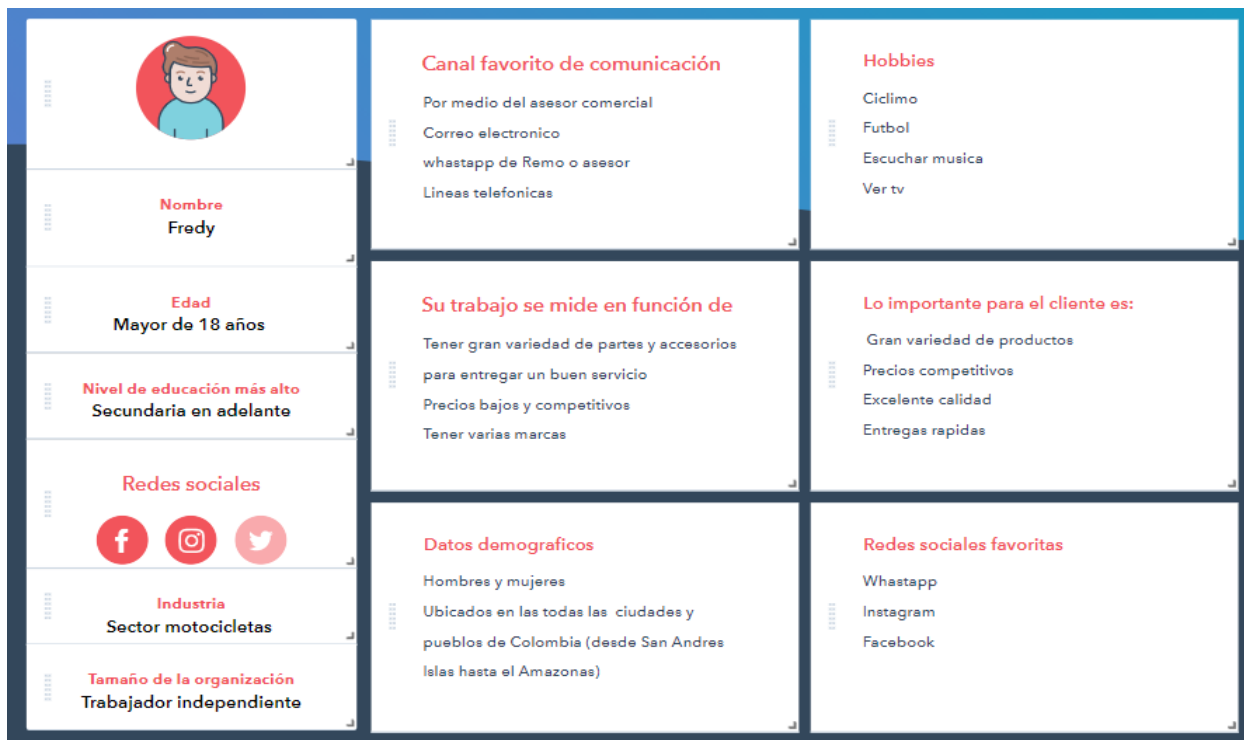 Nombre
Fredy
Edad
Mayor de 18 años
Nivel de educación más alto
Secundaria en adelante
Redes sociales
Industria
Sector motocicletas
Tamaño de la organización
Trabajador independiente
Canal favorito de comunicación
Por medio del asesor comercial
Correo electronico
whastapp de Remo o asesor
Lineas telefonicas
Hobbies
Ciclimo
Futbol
Escuchar musica
Ver tv
Su trabajo se mide en función de
Tener gran variedad de partes y accesorios
para entregar un buen servicio
Precios bajos y competitivos
Tener varias marcas
Lo importante para el cliente es:
Gran variedad de productos
Precios competitivos
Excelente calidad
Entregas rapidas
Datos demograficos
Hombres y mujeres
Ubicados en las todas las ciudades y
pueblos de Colombia (desde San Andres
Islas hasta el Amazonas)
Redes sociales favoritas
Whastapp
Instagram
Facebook